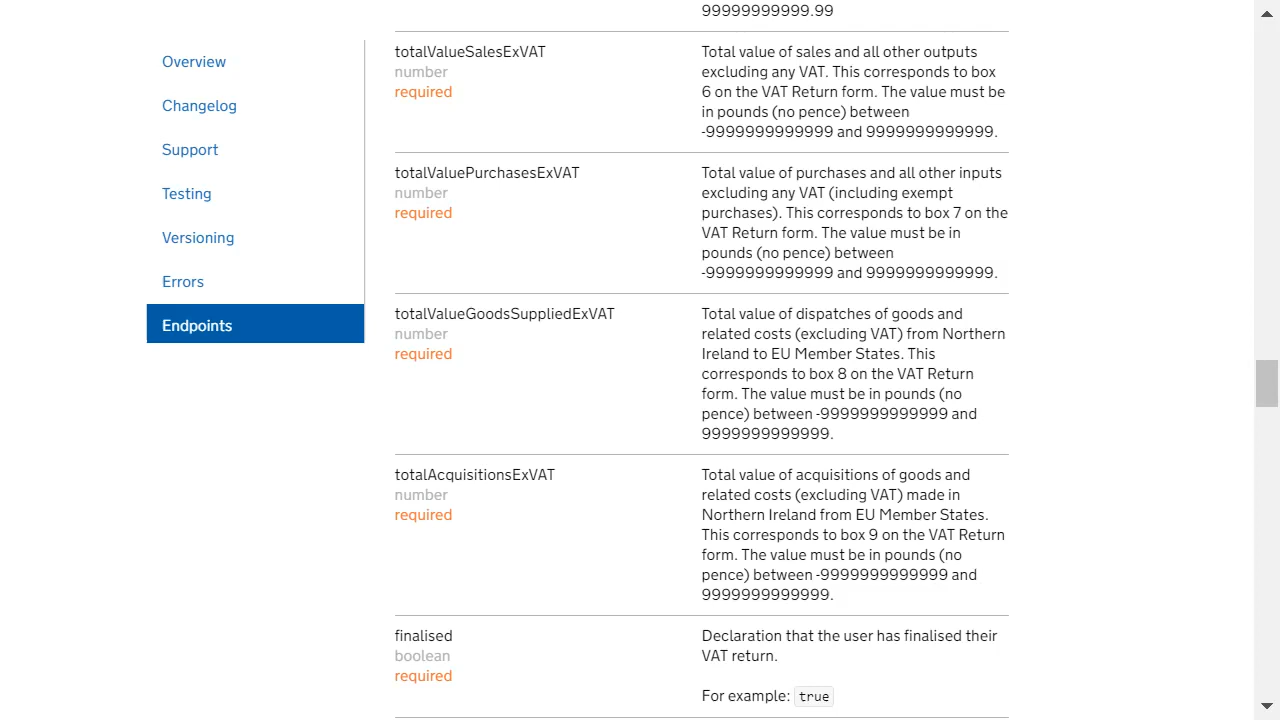 99999999999.99
Overview
Changelog
Support
Testing
Versioning
Errors
Endpoints
totalValueSalesExVAT
number
required
Total value of sales and all other outputs
excluding any VAT. This corresponds to box
6 on the VAT Return form. The value must be
in pounds (no pence) between
-9999999999999 and 9999999999999.
totalValuePurchasesExVAT
number
required
Total value of purchases and all other inputs
excluding any VAT (including exempt
purchases). This corresponds to box 7 on the
VAT Return form. The value must be in
pounds (no pence) between
-9999999999999 and 9999999999999.
totalValueGoodsSuppliedExVAT
number
required
Total value of dispatches of goods and
related costs (excluding VAT) from Northern
Ireland to EU Member States. This
corresponds to box 8 on the VAT Return
form. The value must be in pounds (no
pence) between -9999999999999 and
9999999999999.
totalAcquisitionsExVAT
number
required
Total value of acquisitions of goods and
related costs (excluding VAT) made in
Northern Ireland from EU Member States.
This corresponds to box 9 on the VAT Return
form. The value must be in pounds (no
pence) between -9999999999999 and
9999999999999.
finalised
boolean
required
Declaration that the user has finalised their
VAT return.
For example: true